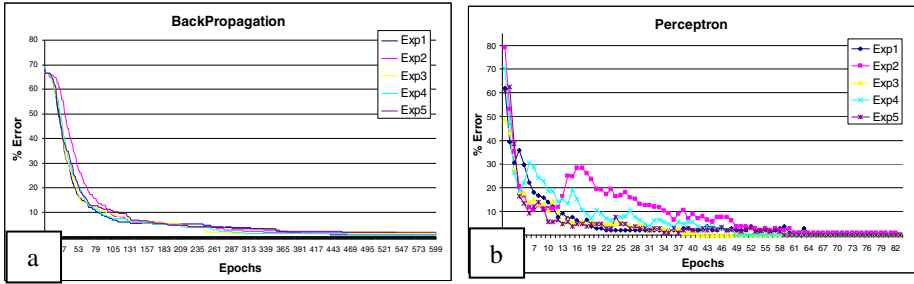 BackPropagation
% Error
80
70
60
50
40
30
20
10
Exp1
Exp2
Exp3
Exp4
Exp5
a
27 53 79 105 131 157 183 209 235 261 287 313 339 365 391 417 443 469 495 521 547 573 599
Epochs
Perceptron
% Error
80
70
60
50
40
30
20
10
Exp1
Exp2
Exp3
Exp4
Exp5
b
7 10 13 16 19 22 25 28 31 34 37 40 43 46 49 52 55 58 61 64 67 70 73 76 79 82
Epochs